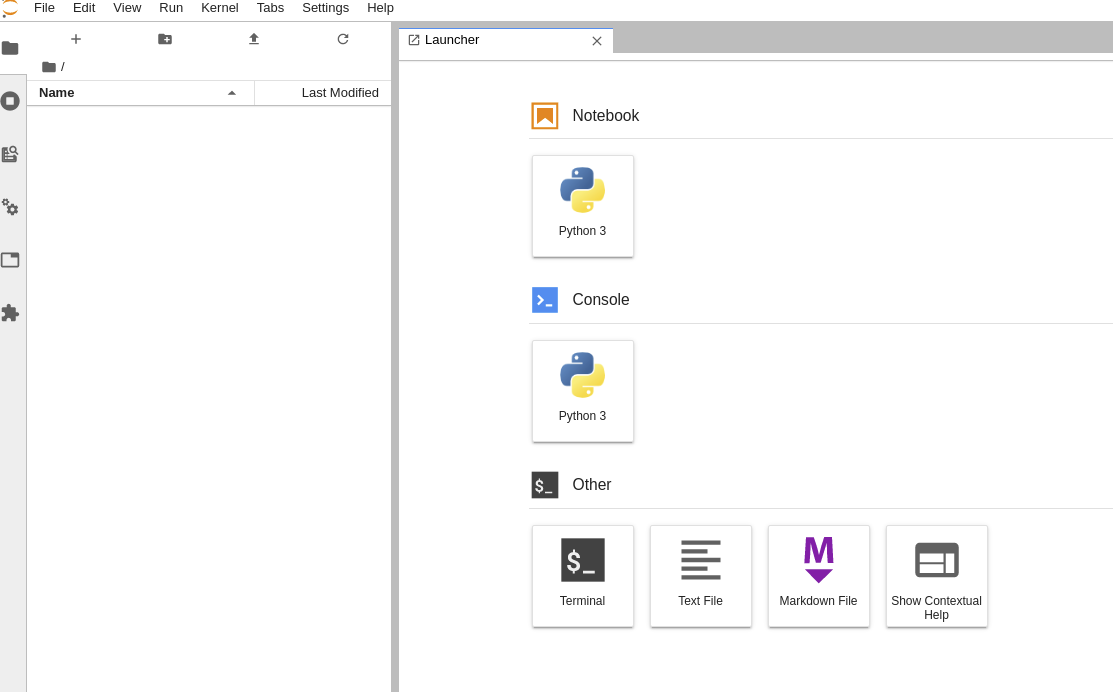 File Edit View Run Kernel Tabs Settings Help
Launcher
/
Name Last Modified
Notebook
Python 3
Console
Python 3
$_ Other
$_
M
Terminal Text File Markdown File Show Contextual
Help